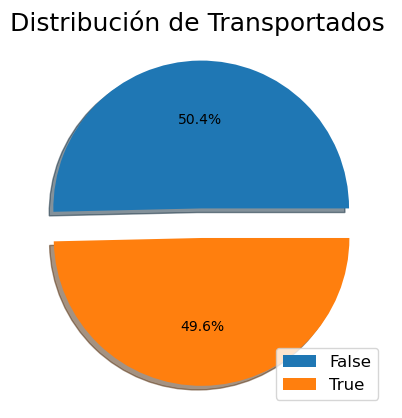 Distribución de Transportados
50.4%
49.6%
False
True